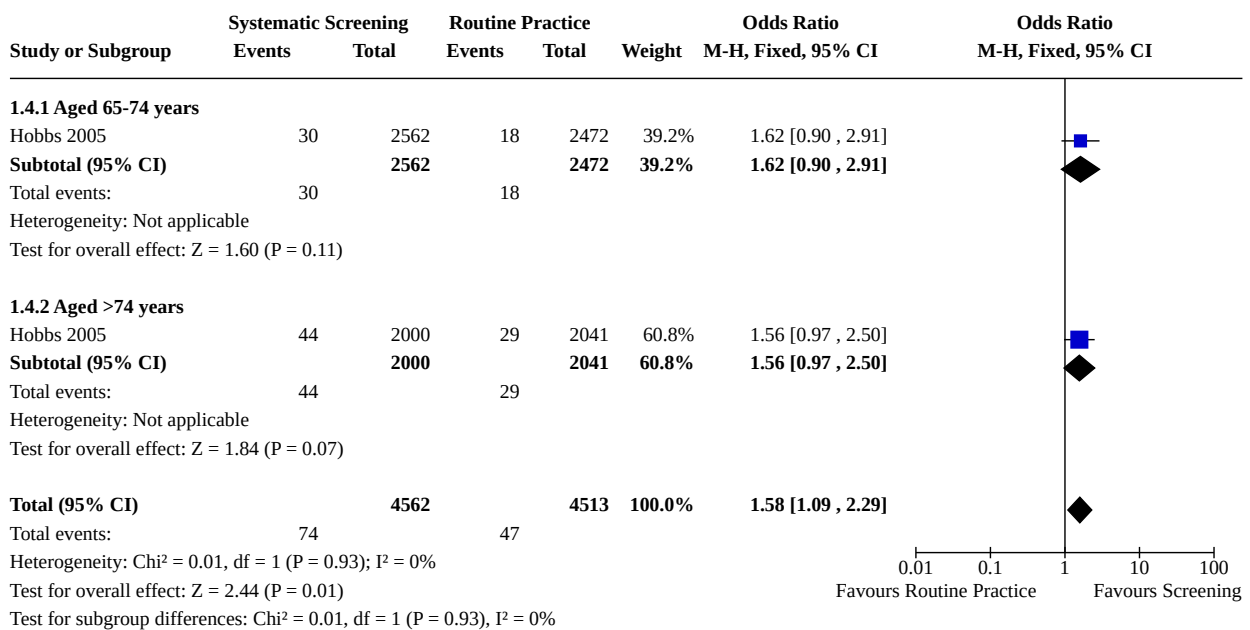 Systematic Screening Routine Practice Odds Ratio Odds Ratio
Study or Subgroup Events Total Events Total Weight M-H, Fixed, 95% CI M-H, Fixed, 95% CI
1.4.1 Aged 65-74 years
Hobbs 2005 30 2562 18 2472 39.2% 1.62 [0.90 , 2.91]
Subtotal (95% CI) 2562 2472 39.2% 1.62 [0.90 , 2.91]
Total events: 30 18
Heterogeneity: Not applicable
Test for overall effect: Z = 1.60 (P = 0.11)
1.4.2 Aged >74 years
Hobbs 2005 44 2000 29 2041 60.8% 1.56 [0.97 , 2.50]
Subtotal (95% CI) 2000 2041 60.8% 1.56 [0.97 , 2.50]
Total events: 44 29
Heterogeneity: Not applicable
Test for overall effect: Z = 1.84 (P = 0.07)
Total (95% CI) 4562 4513 100.0% 1.58 [1.09 , 2.29]
Total events: 74 47
Heterogeneity: Chi² = 0.01, df = 1 (P = 0.93); I² = 0%
0.01 0.1 1 10 100
Test for overall effect: Z = 2.44 (P = 0.01) Favours Routine Practice Favours Screening
Test for subgroup differences: Chi² = 0.01, df = 1 (P = 0.93), I² = 0%